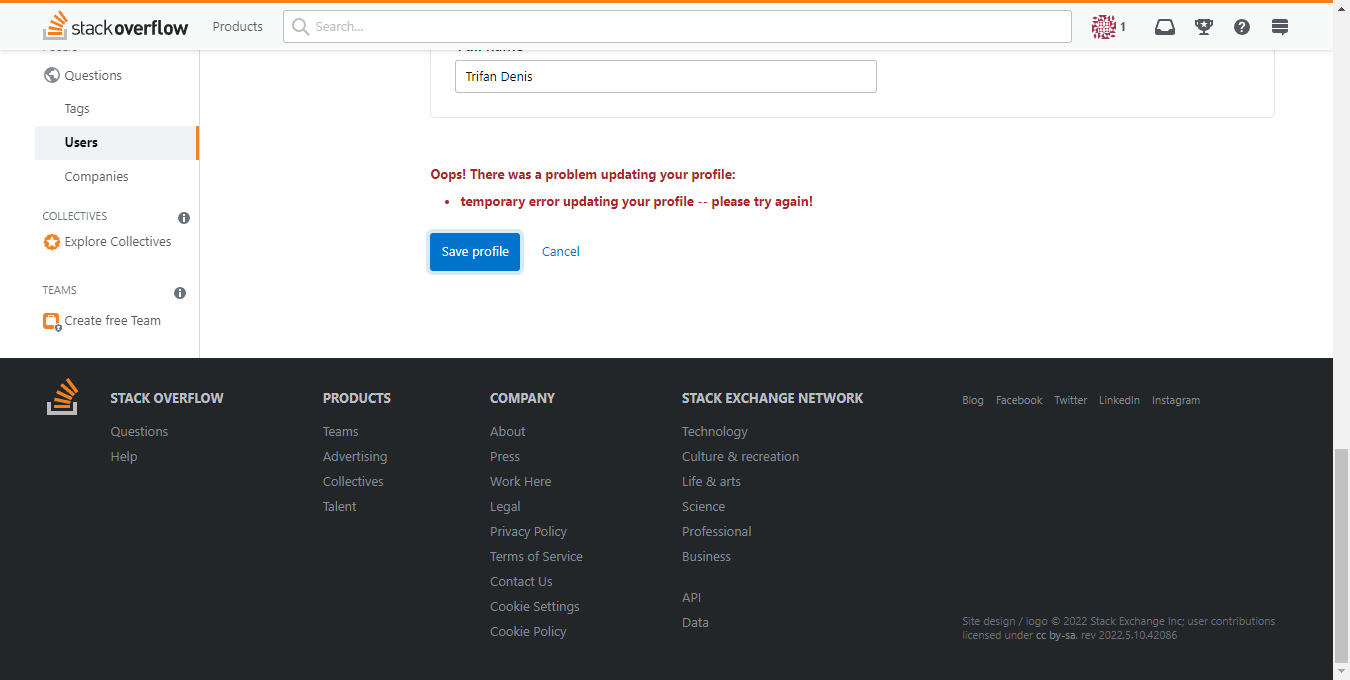 stackoverflow
Products
Search...
1
Full name
Questions
Trifan Denis
Tags
Users
Companies
Oops! There was a problem updating your profile:
• temporary error updating your profile -- please try again!
COLLECTIVES
Explore Collectives
Save profile
Cancel
TEAMS
Create free Team
STACK OVERFLOW
Questions
Help
PRODUCTS
Teams
Advertising
Collectives
Talent
COMPANY
About
Press
Work Here
Legal
Privacy Policy
Terms of Service
Contact Us
Cookie Settings
Cookie Policy
STACK EXCHANGE NETWORK
Technology
Culture & recreation
Life & arts
Science
Professional
Business
API
Data
Blog Facebook Twitter LinkedIn Instagram
Site design / logo © 2022 Stack Exchange Inc; user contributions
licensed under cc by-sa. rev 2022.5.10.42086